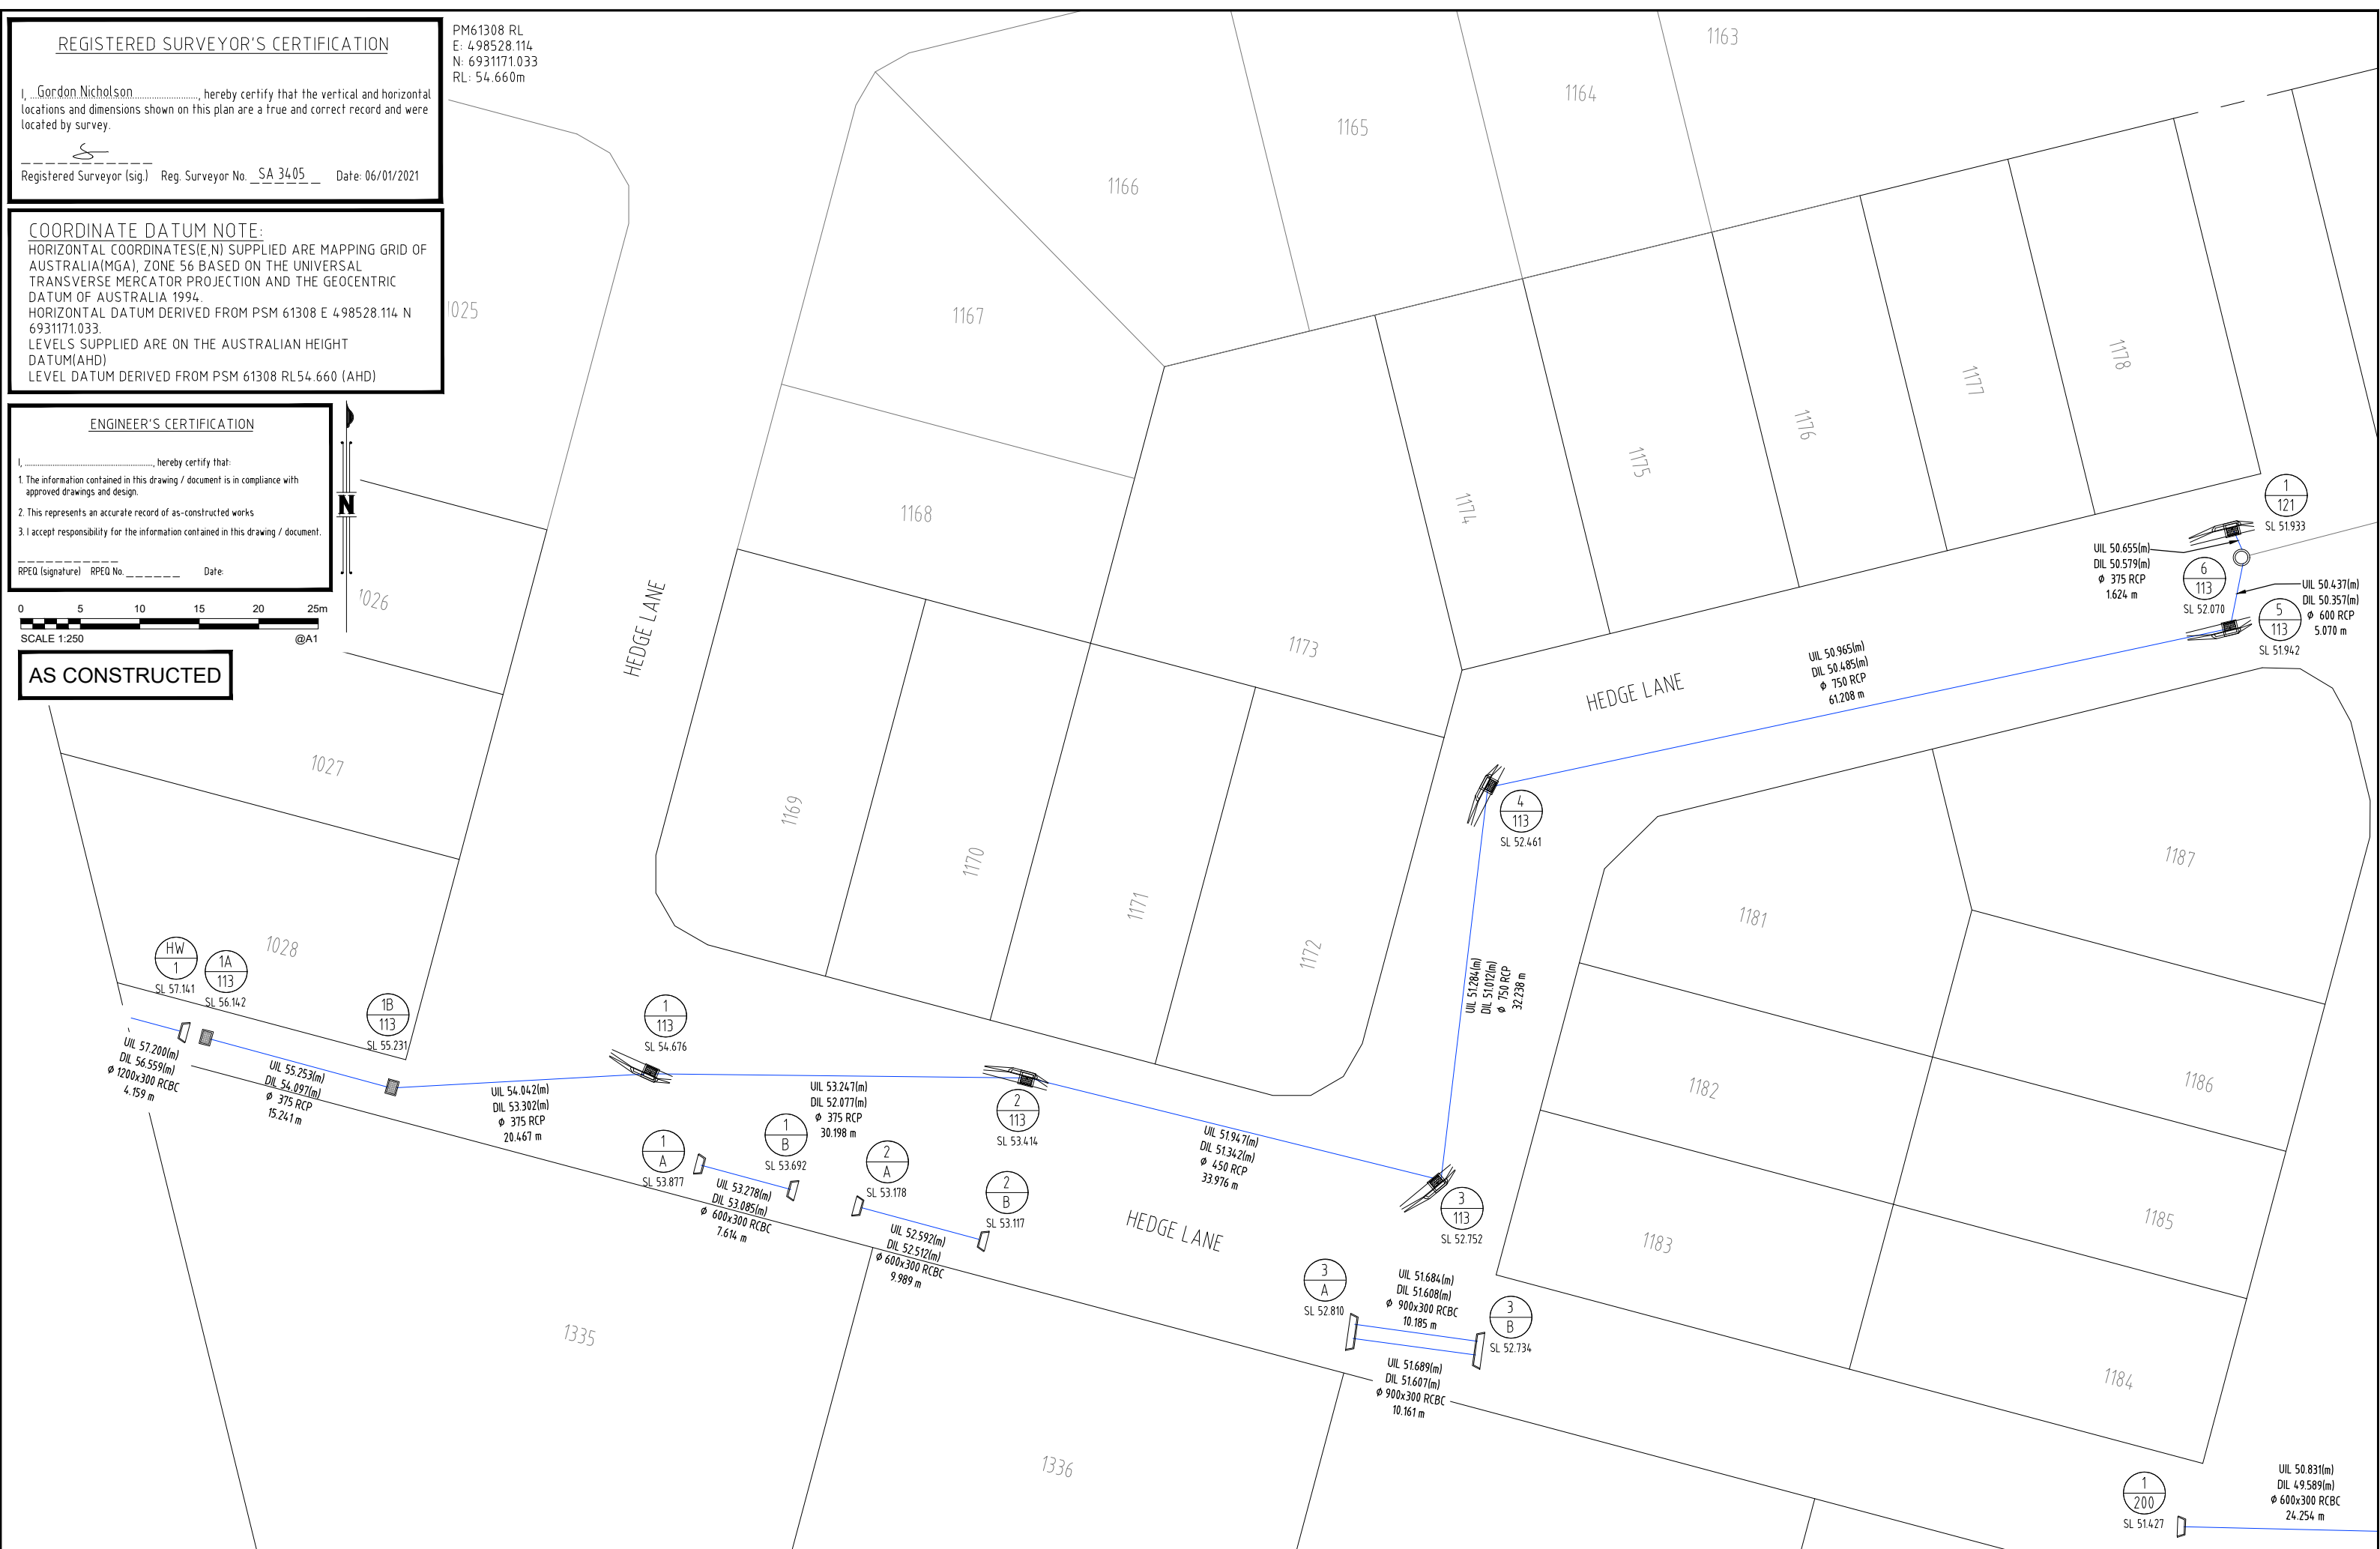 REGISTERED SURVEYOR'S CERTIFICATION
I, Gordon Nicholson, hereby certify that the vertical and horizontal
locations and dimensions shown on this plan are a true and correct record and were
located by survey.
Registered Surveyor (sig.) Reg. Surveyor No. SA 3405 Date: 06/01/2021
PM61308 RL
E: 498528.114
N: 6931171.033
RL: 54.660m
COORDINATE DATUM NOTE:
HORIZONTAL COORDINATES(E,N) SUPPLIED ARE MAPPING GRID OF
AUSTRALIA(MGA), ZONE 56 BASED ON THE UNIVERSAL
TRANSVERSE MERCATOR PROJECTION AND THE GEOCENTRIC
DATUM OF AUSTRALIA 1994.
HORIZONTAL DATUM DERIVED FROM PSM 61308 E 498528.114 N
6931171.033.
LEVELS SUPPLIED ARE ON THE AUSTRALIAN HEIGHT
DATUM(AHD)
LEVEL DATUM DERIVED FROM PSM 61308 RL54.660 (AHD)
ENGINEER'S CERTIFICATION
I, ........................, hereby certify that:
1. The information contained in this drawing / document is in compliance with
approved drawings and design.
2. This represents an accurate record of as-constructed works
3. I accept responsibility for the information contained in this drawing / document.
RPEQ (signature) RPEQ No. Date:
N
0 5 10 15 20 25m
SCALE 1:250 @A1
AS CONSTRUCTED
1163
1164
1165
1166
1167
1168
1025
1026
1027
1028
1169
1170
1171
1172
1173
1174
1175
1176
1177
1178
1181
1182
1183
1184
1185
1186
1187
1335
1336
HEDGE LANE
HEDGE LANE
HEDGE LANE
1
121
SL 51.933
UIL 50.655(m)
DIL 50.579(m)
ϕ 375 RCP
1.624 m
6
113
SL 52.070
UIL 50.437(m)
DIL 50.357(m)
ϕ 600 RCP
5.070 m
5
113
SL 51.942
UIL 50.965(m)
DIL 50.485(m)
ϕ 750 RCP
61.208 m
4
113
SL 52.461
UIL 51.284(m)
DIL 51.012(m)
ϕ 750 RCP
32.238 m
HW
1
SL 57.141
1A
113
SL 56.142
1B
113
SL 55.231
1
113
SL 54.676
UIL 57.200(m)
DIL 56.559(m)
ϕ 1200x300 RCBC
4.159 m
UIL 55.253(m)
DIL 54.097(m)
ϕ 375 RCP
15.241 m
UIL 54.042(m)
DIL 53.302(m)
ϕ 375 RCP
20.467 m
UIL 53.247(m)
DIL 52.077(m)
ϕ 375 RCP
30.198 m
2
113
SL 53.414
UIL 51.947(m)
DIL 51.342(m)
ϕ 450 RCP
33.976 m
3
113
SL 52.752
1
A
SL 53.877
1
B
SL 53.692
UIL 53.278(m)
DIL 53.085(m)
ϕ 600x300 RCBC
7.614 m
2
A
SL 53.178
2
B
SL 53.117
UIL 52.592(m)
DIL 52.512(m)
ϕ 600x300 RCBC
9.989 m
3
A
SL 52.810
UIL 51.684(m)
DIL 51.608(m)
ϕ 900x300 RCBC
10.185 m
3
B
SL 52.734
UIL 51.689(m)
DIL 51.607(m)
ϕ 900x300 RCBC
10.161 m
1
200
SL 51.427
UIL 50.831(m)
DIL 49.589(m)
ϕ 600x300 RCBC
24.254 m